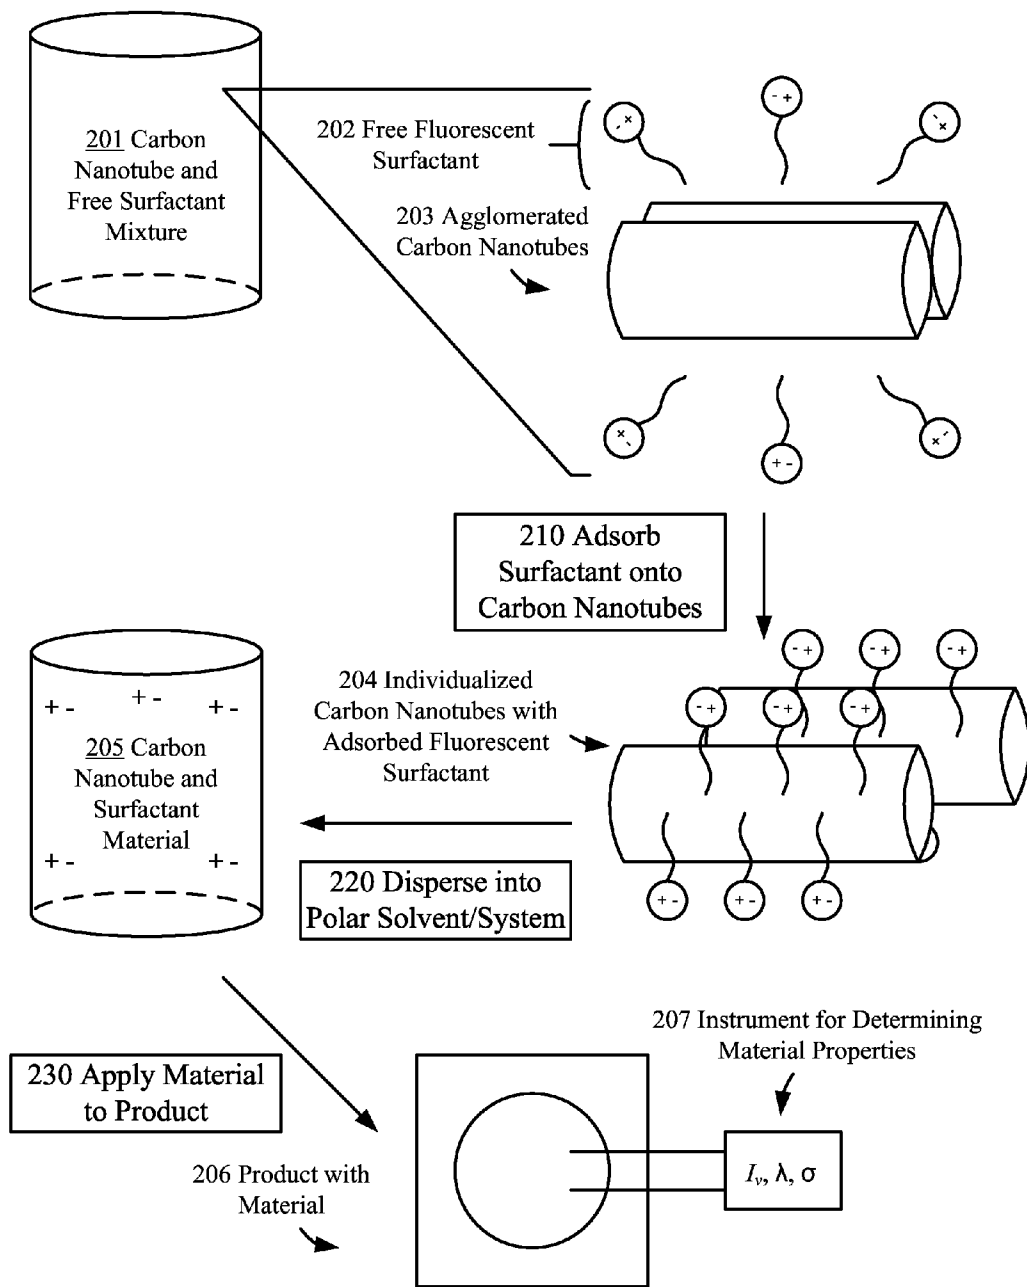 201 Carbon
Nanotube and
Free Surfactant
Mixture
202 Free Fluorescent
Surfactant
203 Agglomerated
Carbon Nanotubes
- +
- +
- +
+ -
+ -
+ -
210 Adsorb
Surfactant onto
Carbon Nanotubes
204 Individualized
Carbon Nanotubes with
Adsorbed Fluorescent
Surfactant
- + - + - +
- + - + - +
+ - + - + -
+ - + - + -
205 Carbon
Nanotube and
Surfactant
Material
+ - + -
220 Disperse into
Polar Solvent/System
230 Apply Material
to Product
206 Product with
Material
207 Instrument for Determining
Material Properties
Iv, λ, σ